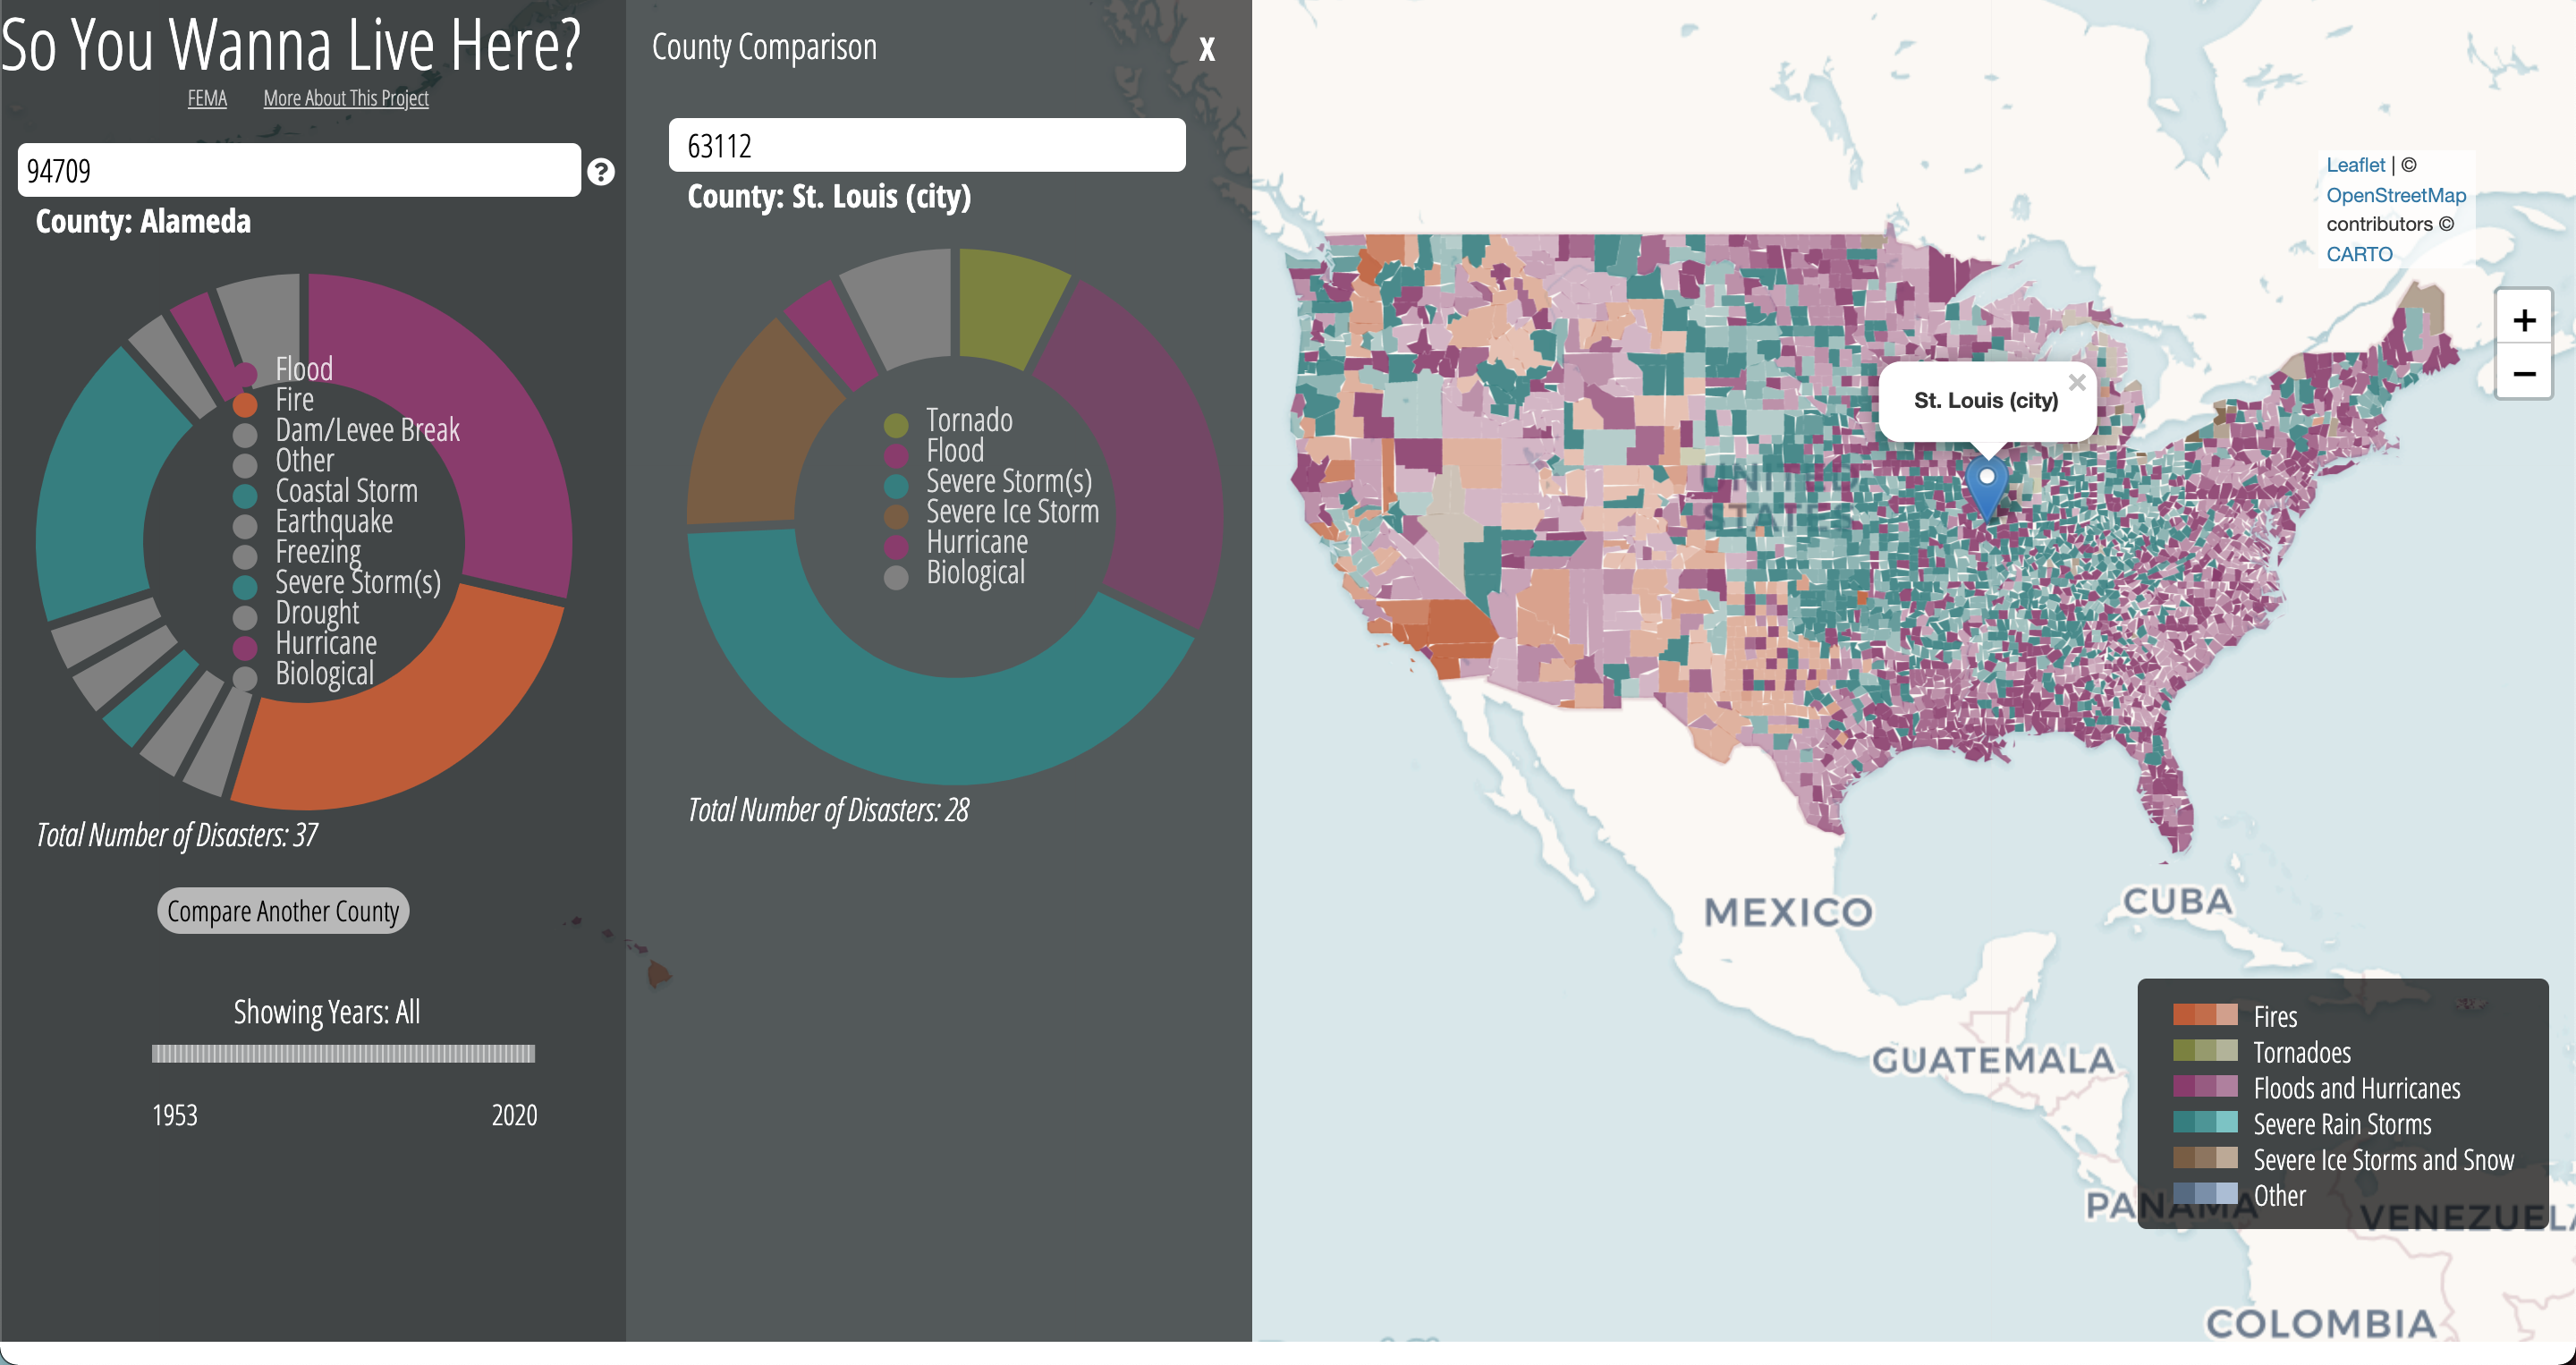 So You Wanna Live Here?
FEMA More About This Project
94709
?
County: Alameda
Flood
Fire
Dam/Levee Break
Other
Coastal Storm
Earthquake
Freezing
Severe Storm(s)
Drought
Hurricane
Biological
Total Number of Disasters: 37
Compare Another County
Showing Years: All
1953 2020
County Comparison X
63112
County: St. Louis (city)
Tornado
Flood
Severe Storm(s)
Severe Ice Storm
Hurricane
Biological
Total Number of Disasters: 28
Leaflet | ©
OpenStreetMap
contributors ©
CARTO
+
−
St. Louis (city) ×
UNITED
STATES
MEXICO
CUBA
GUATEMALA
PANAMA
COLOMBIA
Fires
Tornadoes
Floods and Hurricanes
Severe Rain Storms
Severe Ice Storms and Snow
Other